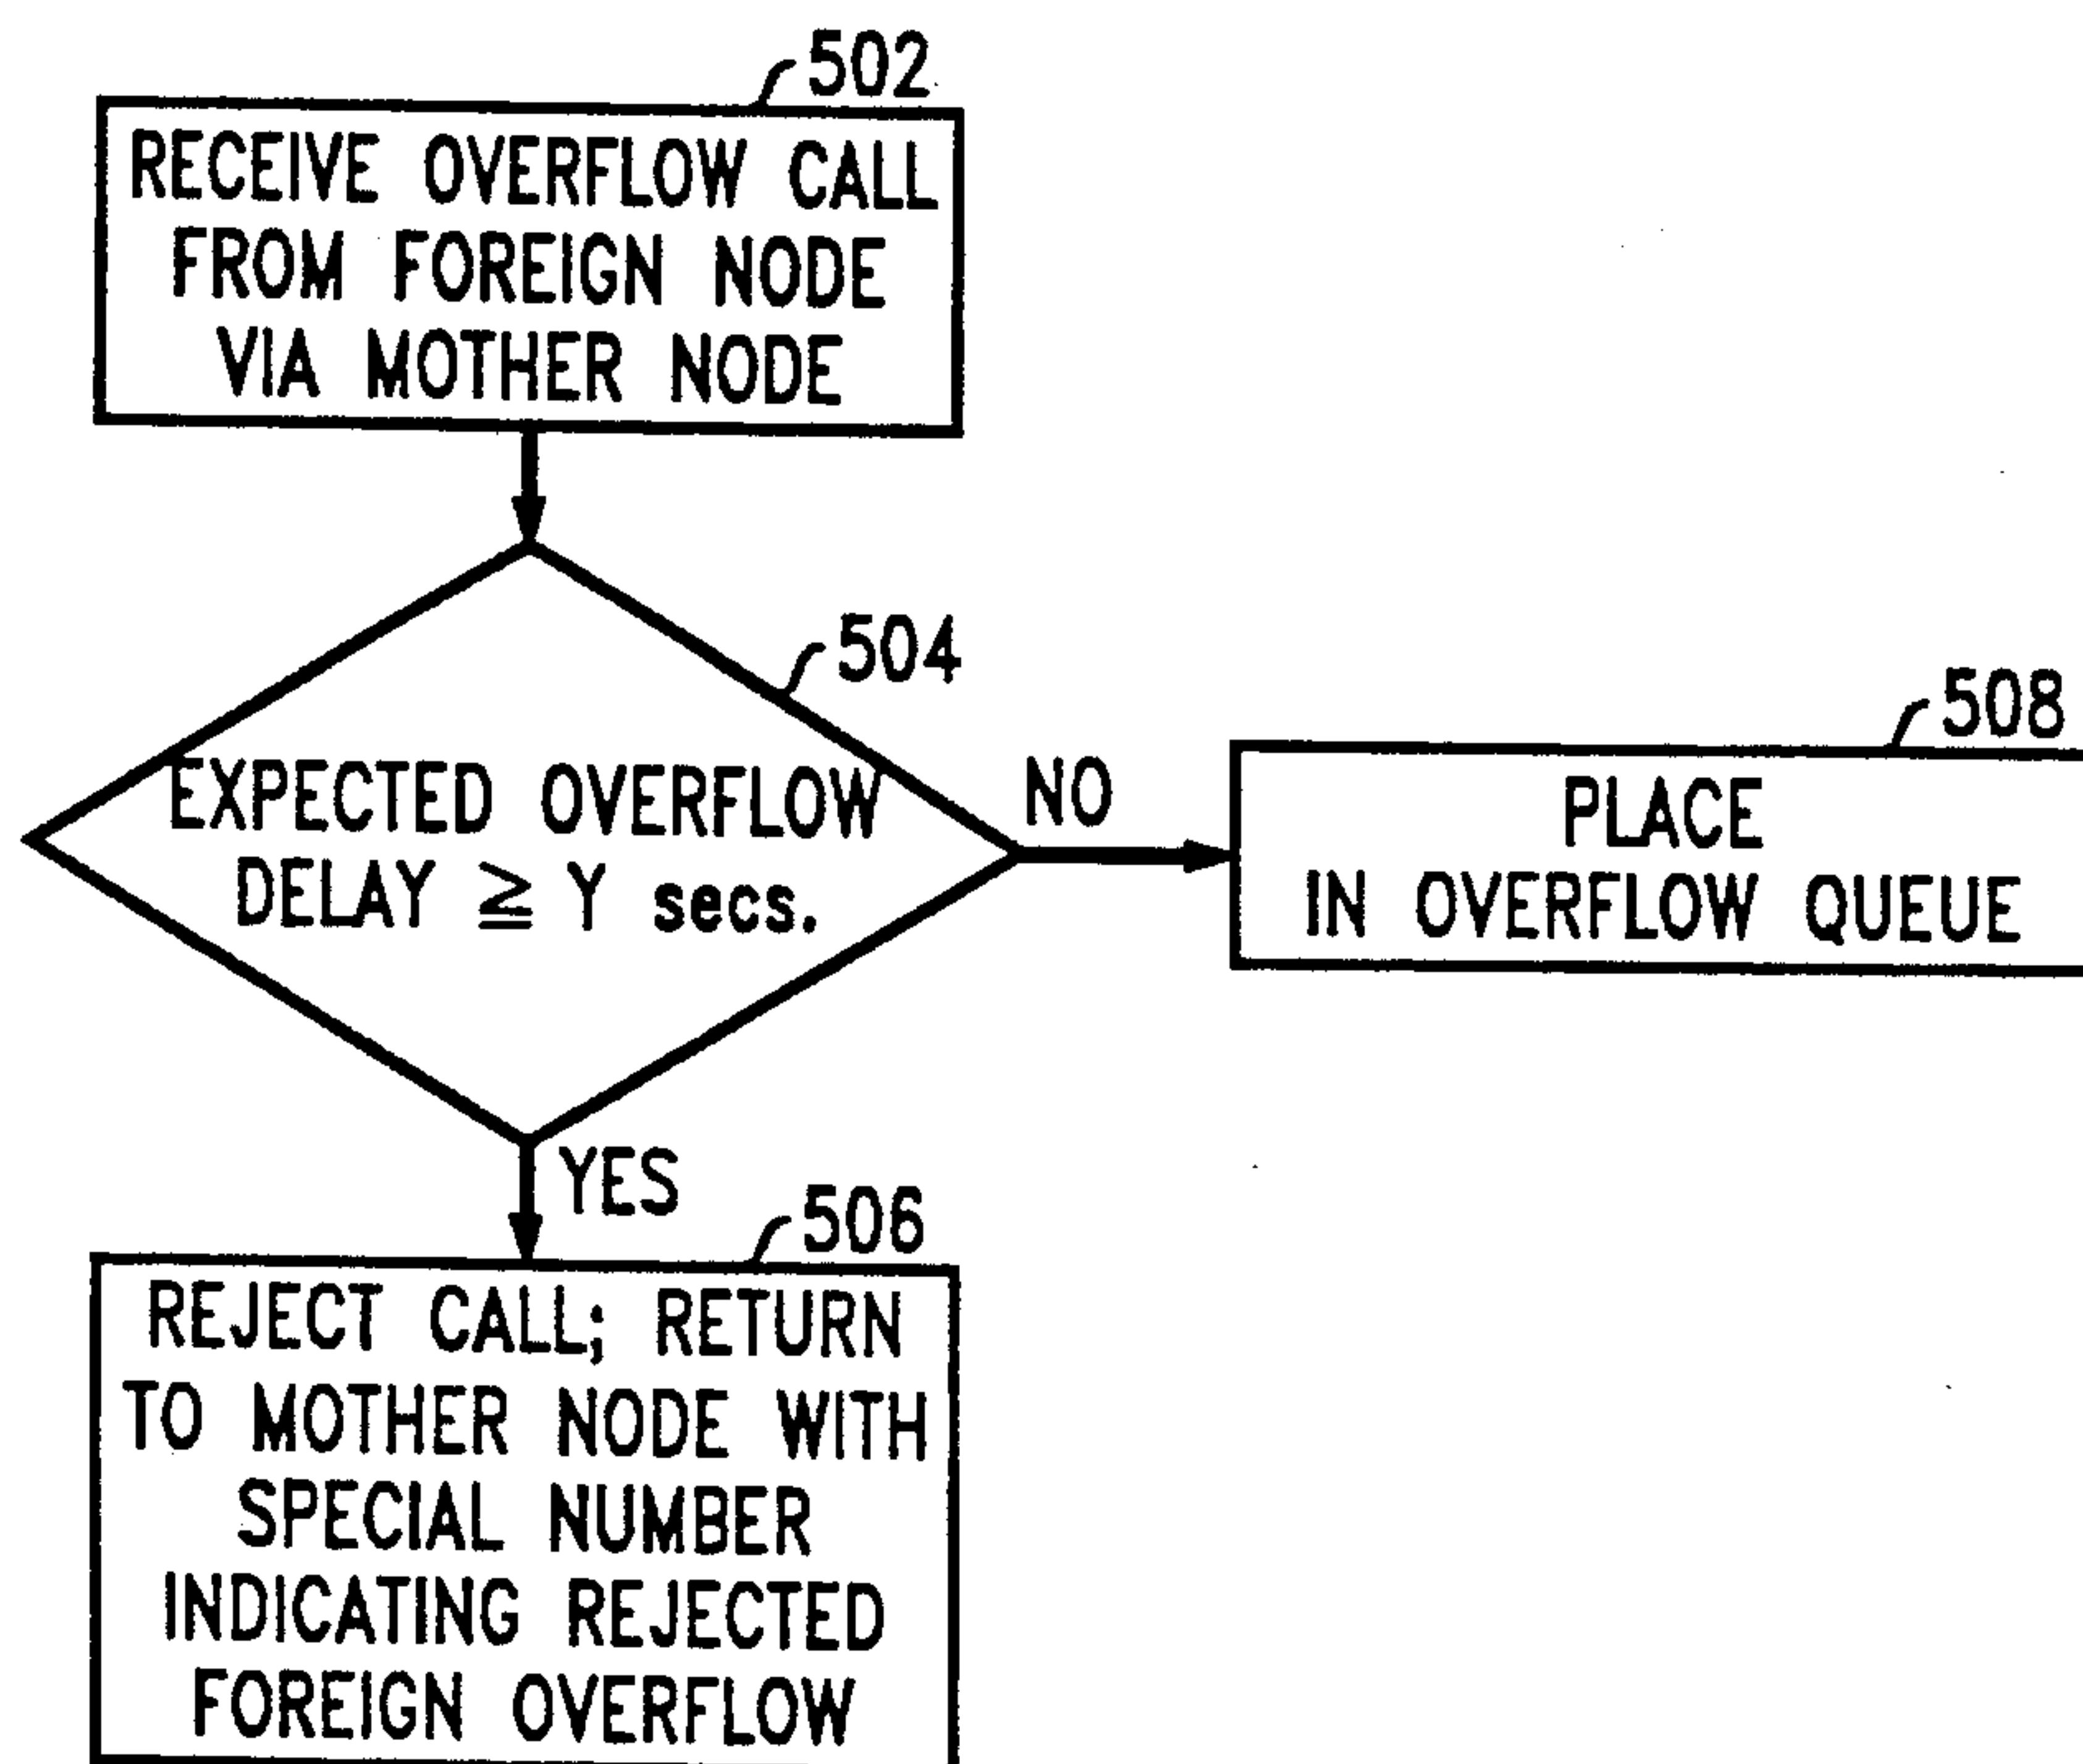 502
RECEIVE OVERFLOW CALL
FROM FOREIGN NODE
VIA MOTHER NODE
504
EXPECTED OVERFLOW
DELAY ≧ Y secs.
NO
508
PLACE
IN OVERFLOW QUEUE
YES
506
REJECT CALL; RETURN
TO MOTHER NODE WITH
SPECIAL NUMBER
INDICATING REJECTED
FOREIGN OVERFLOW